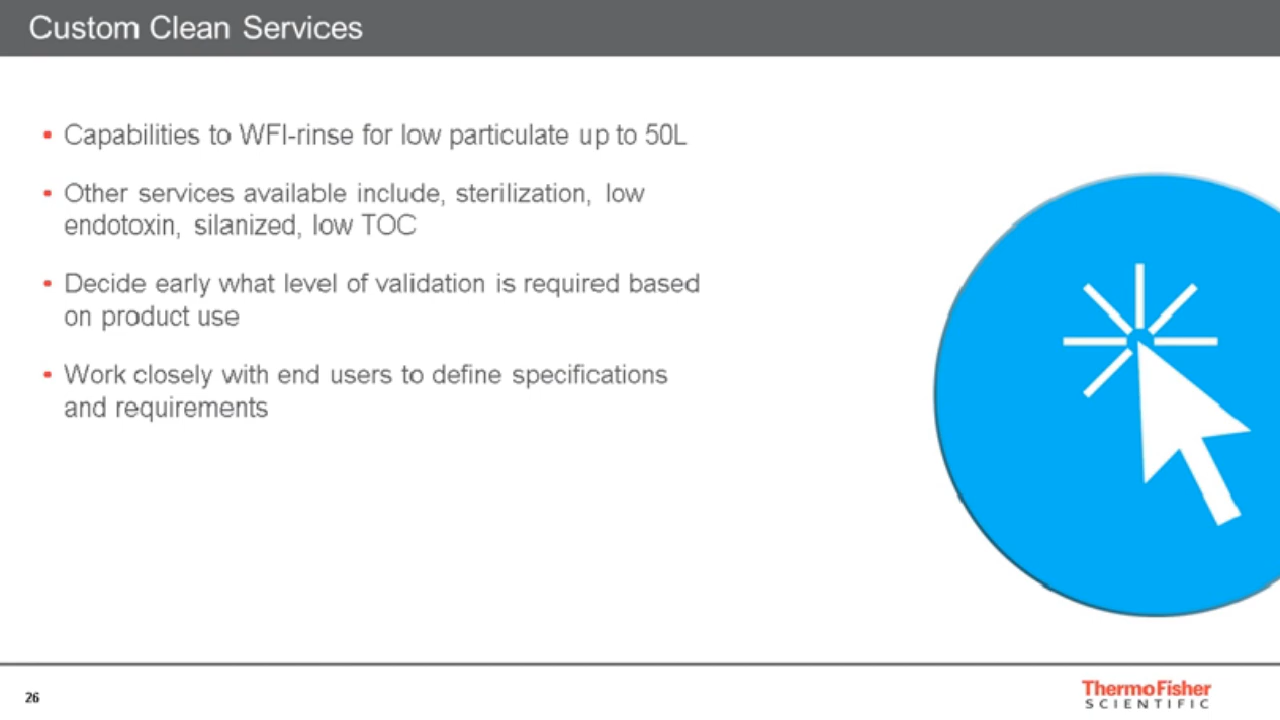 Custom Clean Services
▪ Capabilities to WFI-rinse for low particulate up to 50L
▪ Other services available include, sterilization, low
endotoxin, silanized, low TOC
▪ Decide early what level of validation is required based
on product use
▪ Work closely with end users to define specifications
and requirements
26
ThermoFisher
SCIENTIFIC